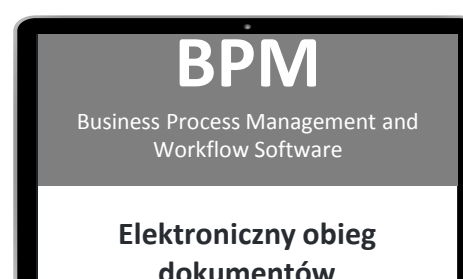 BPM
Business Process Management and
Workflow Software
Elektroniczny obieg
dokumentów